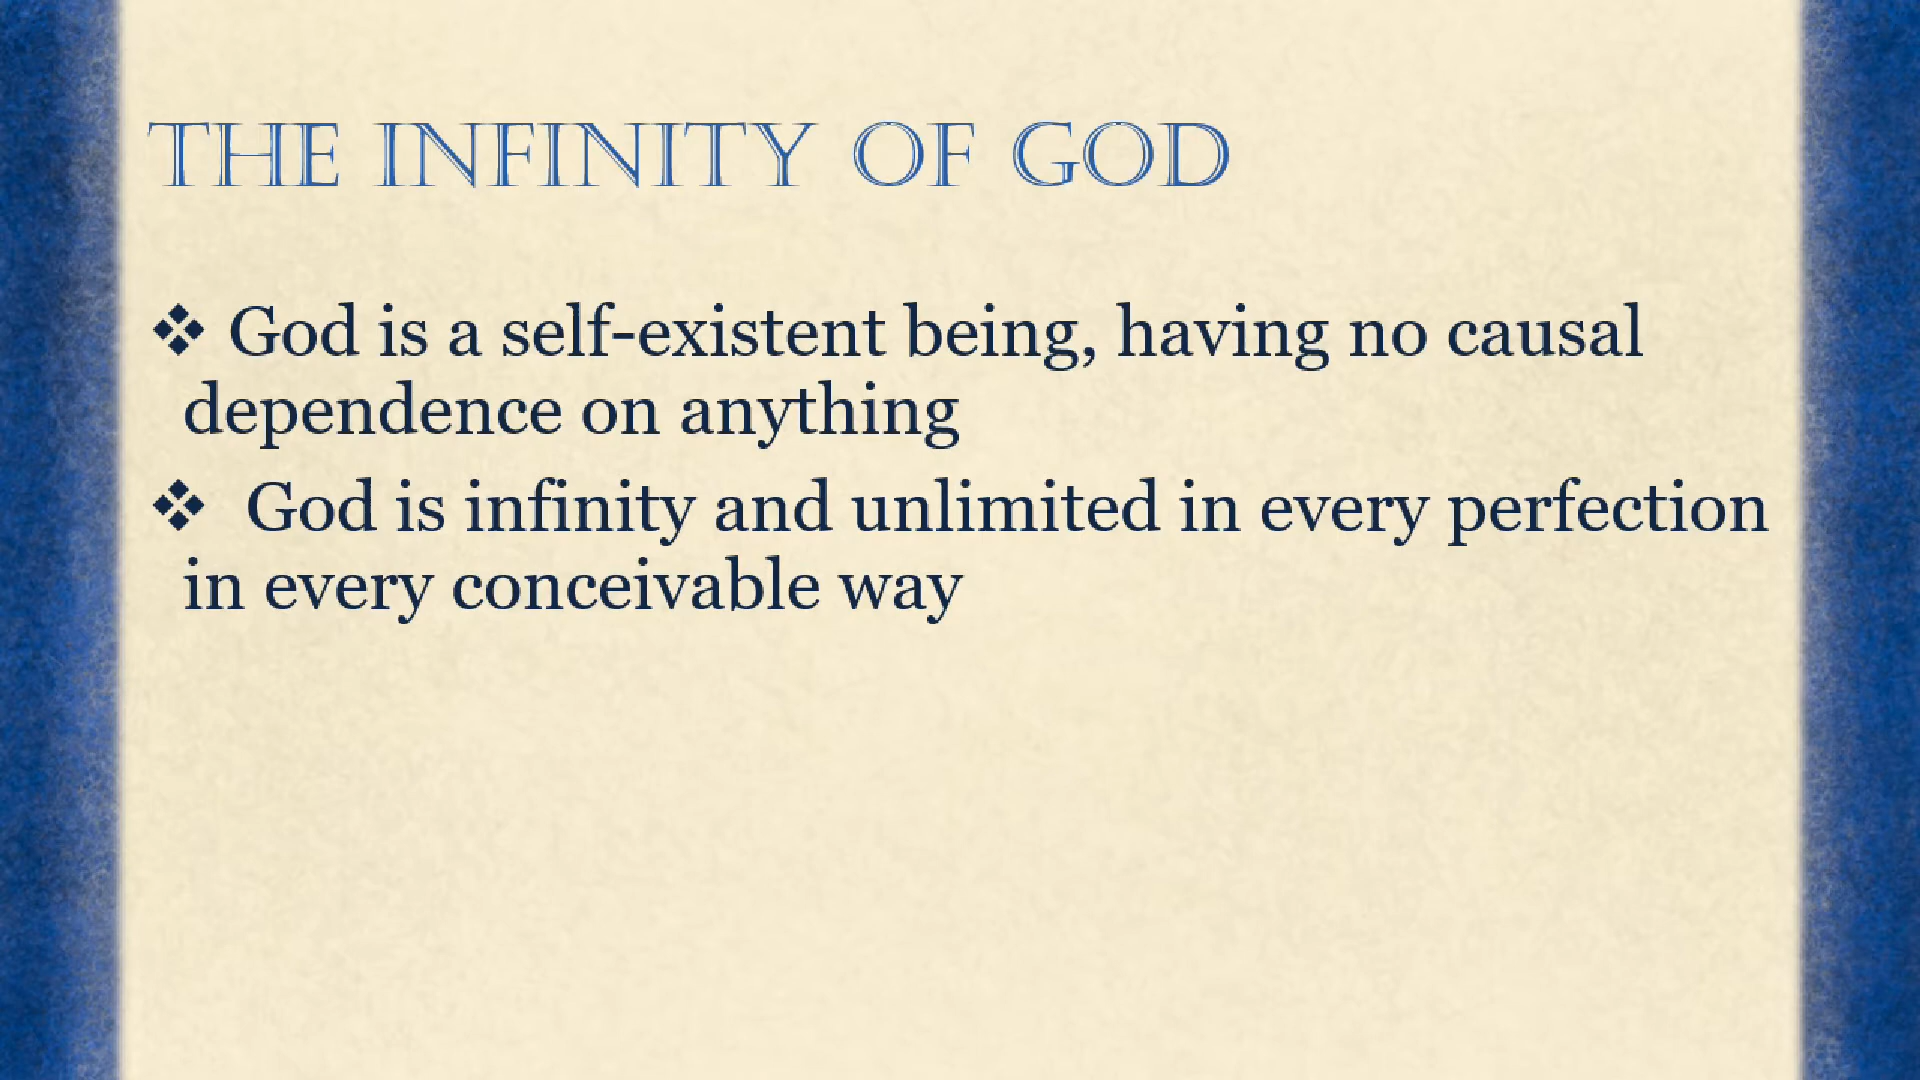 THE INFINITY OF GOD
❖ God is a self-existent being, having no causal
dependence on anything
❖ God is infinity and unlimited in every perfection
in every conceivable way